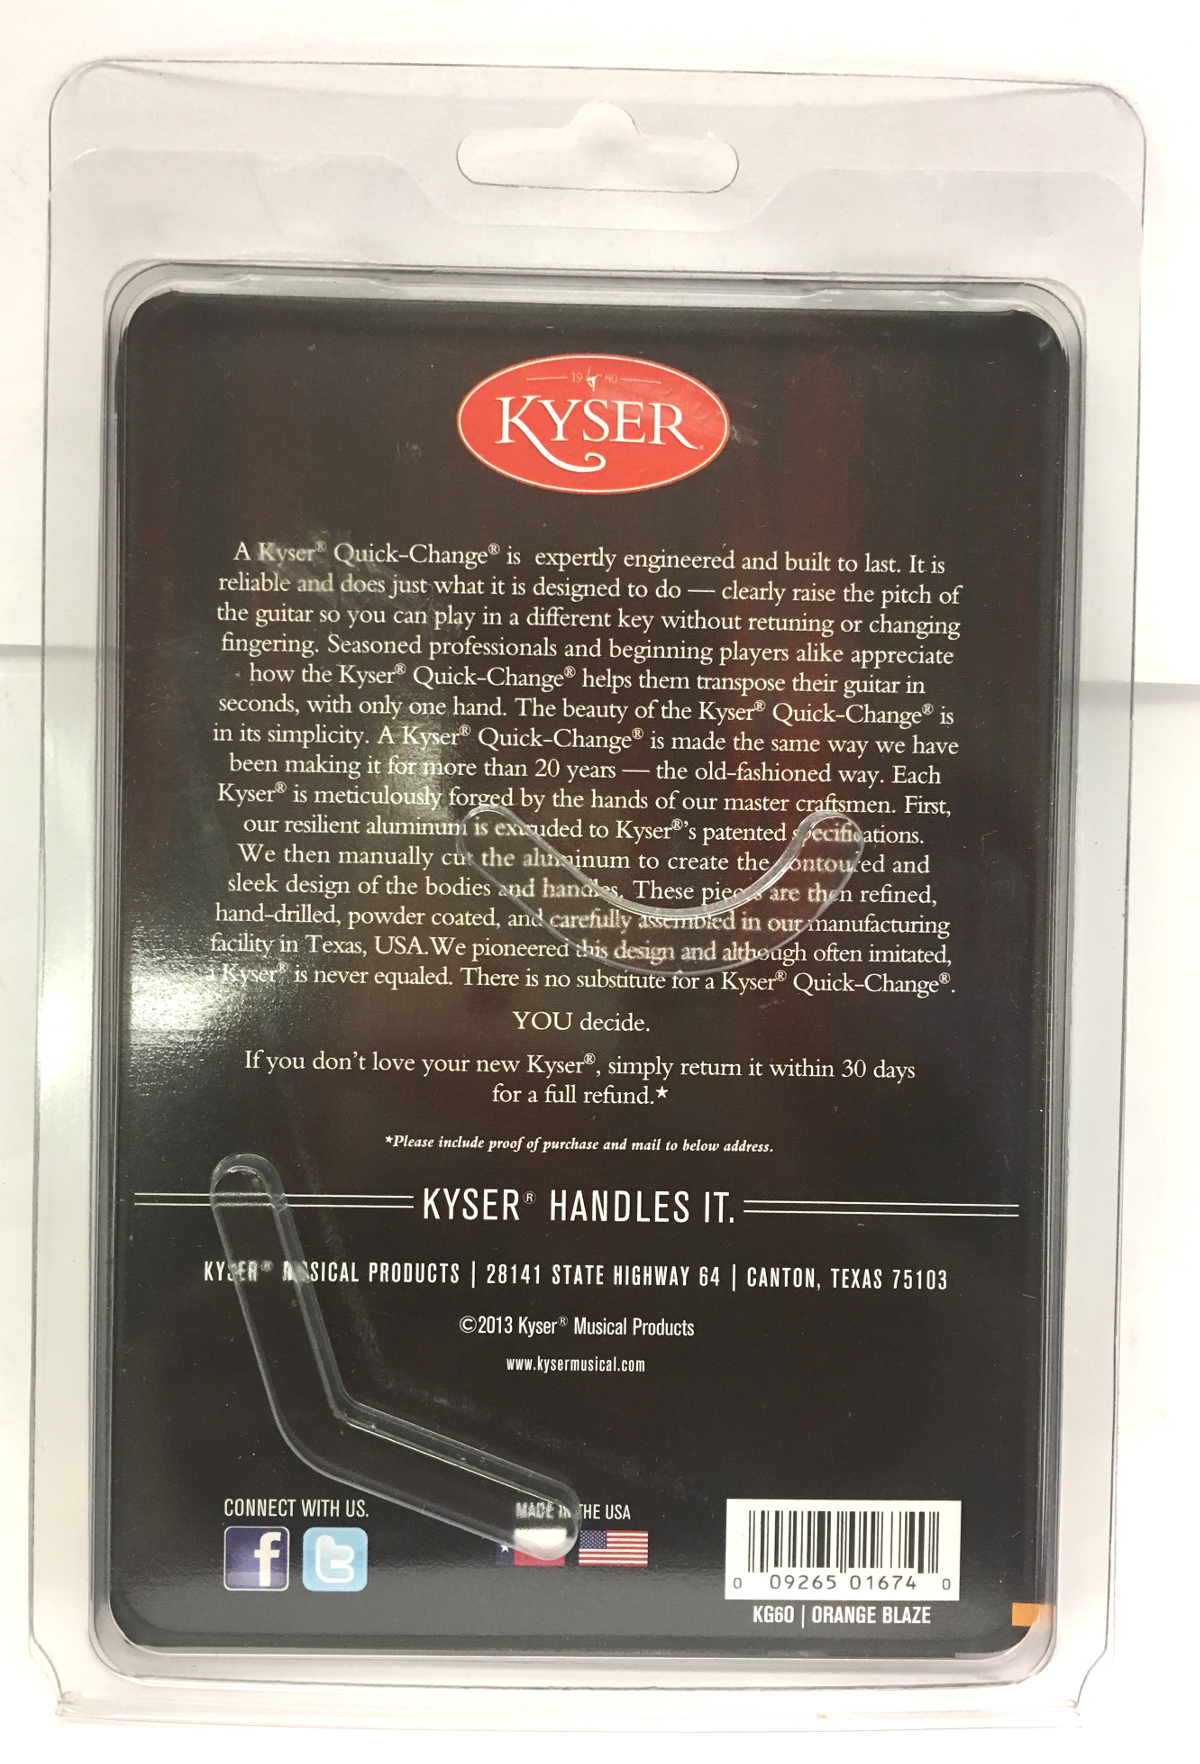 19 80
KYSER
A Kyser® Quick-Change® is expertly engineered and built to last. It is
reliable and does just what it is designed to do — clearly raise the pitch of
the guitar so you can play in a different key without retuning or changing
fingering. Seasoned professionals and beginning players alike appreciate
how the Kyser® Quick-Change® helps them transpose their guitar in
seconds, with only one hand. The beauty of the Kyser® Quick-Change® is
in its simplicity. A Kyser® Quick-Change® is made the same way we have
been making it for more than 20 years — the old-fashioned way. Each
Kyser® is meticulously forged by the hands of our master craftsmen. First,
our resilient aluminum is extruded to Kyser®'s patented specifications.
We then manually cut the aluminum to create the contoured and
sleek design of the bodies and handles. These pieces are then refined,
hand-drilled, powder coated, and carefully assembled in our manufacturing
facility in Texas, USA.We pioneered this design and although often imitated,
a Kyser® is never equaled. There is no substitute for a Kyser® Quick-Change®.
YOU decide.
If you don't love your new Kyser®, simply return it within 30 days
for a full refund.*
*Please include proof of purchase and mail to below address.
KYSER® HANDLES IT.
KYSER® MUSICAL PRODUCTS | 28141 STATE HIGHWAY 64 | CANTON, TEXAS 75103
©2013 Kyser® Musical Products
www.kysermusical.com
CONNECT WITH US.
MADE IN THE USA
f t
0 09265 01674 0
KG60 | ORANGE BLAZE